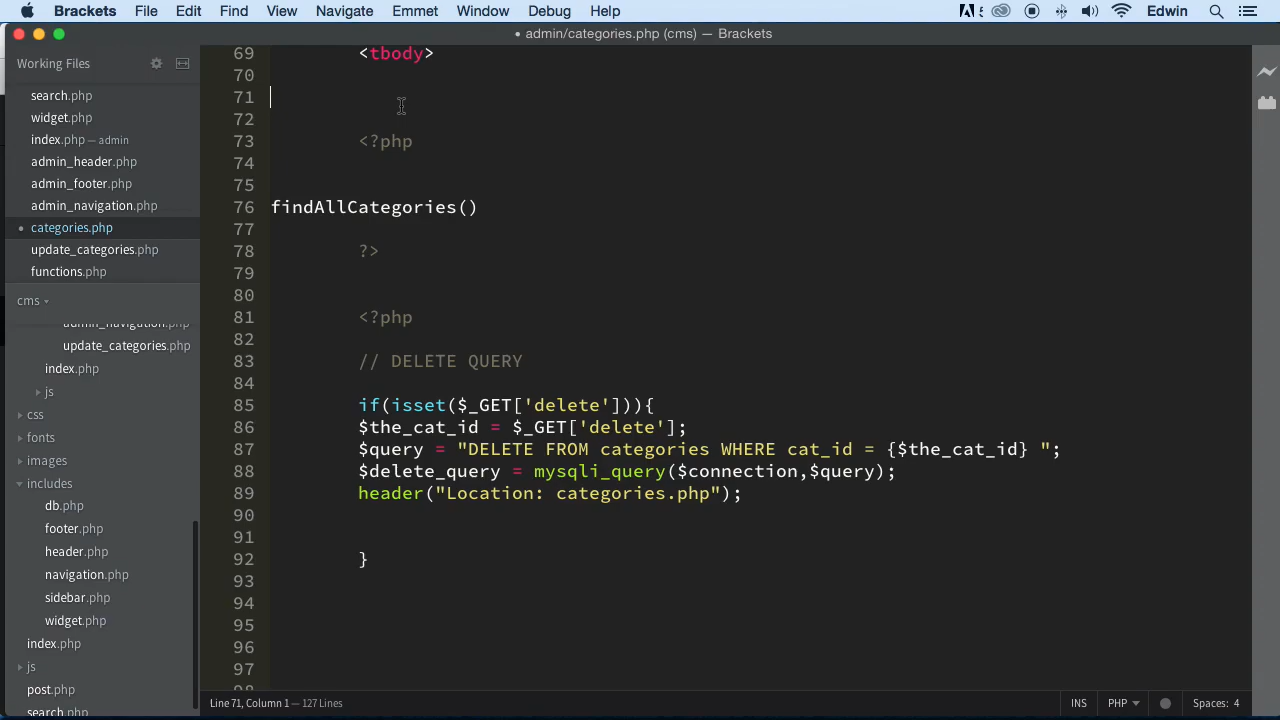 Brackets File Edit Find View Navigate Emmet Window Debug Help 5 Edwin
• admin/categories.php (cms) — Brackets
Working Files
search.php
widget.php
index.php — admin
admin_header.php
admin_footer.php
admin_navigation.php
categories.php
update_categories.php
functions.php
cms
admin_navigation.php
update_categories.php
index.php
js
css
fonts
images
includes
db.php
footer.php
header.php
navigation.php
sidebar.php
widget.php
index.php
js
post.php
search.php
69 <tbody>
70
71
72
73 <?php
74
75
76 findAllCategories()
77
78 ?>
79
80
81 <?php
82
83 // DELETE QUERY
84
85 if(isset($_GET['delete'])){
86 $the_cat_id = $_GET['delete'];
87 $query = "DELETE FROM categories WHERE cat_id = {$the_cat_id} ";
88 $delete_query = mysqli_query($connection,$query);
89 header("Location: categories.php");
90
91
92 }
93
94
95
96
97
98
Line 71, Column 1 — 127 Lines INS PHP Spaces: 4